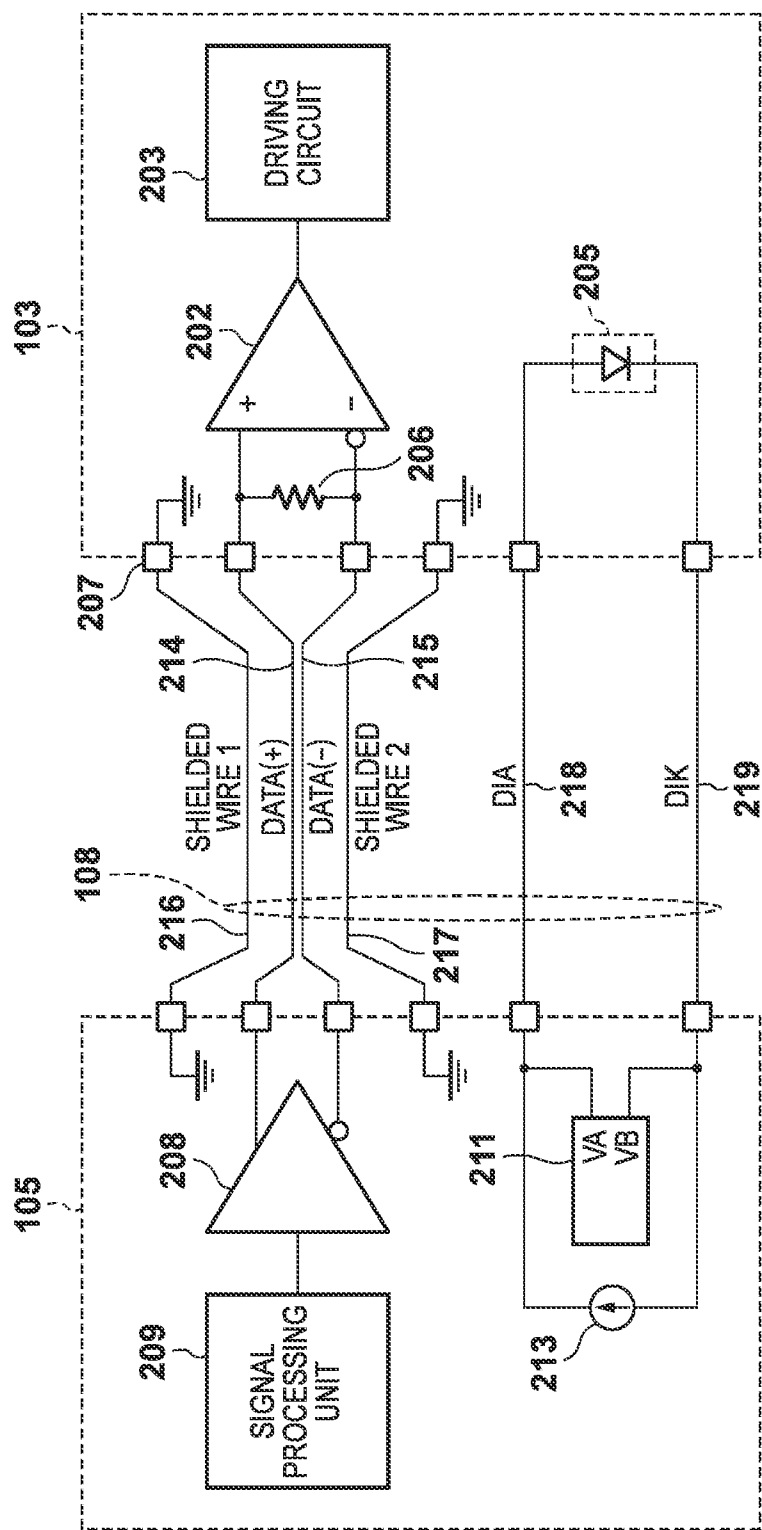 105
209
SIGNAL
PROCESSING
UNIT
208
213
211
VA
VB
108
216
217
SHIELDED
WIRE 1
DATA(+)
DATA(−)
SHIELDED
WIRE 2
214
215
DIA
218
DIK
219
103
207
206
202
+
−
203
DRIVING
CIRCUIT
205